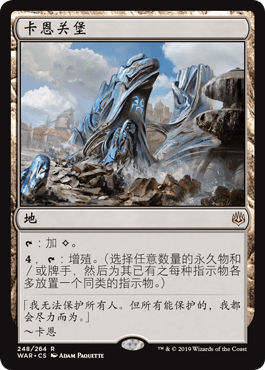 卡恩关堡
地
：加。
4，：增殖。（选择任意数量的永久物和
／或牌手，然后为其已有之每种指示物各
多放置一个同类的指示物。）
「我无法保护所有人。但所有能保护的，我都
会尽力而为。」
～卡恩
248/264 R
WAR • CS ADAM PAQUETTE
™ & © 2019 Wizards of the Coast